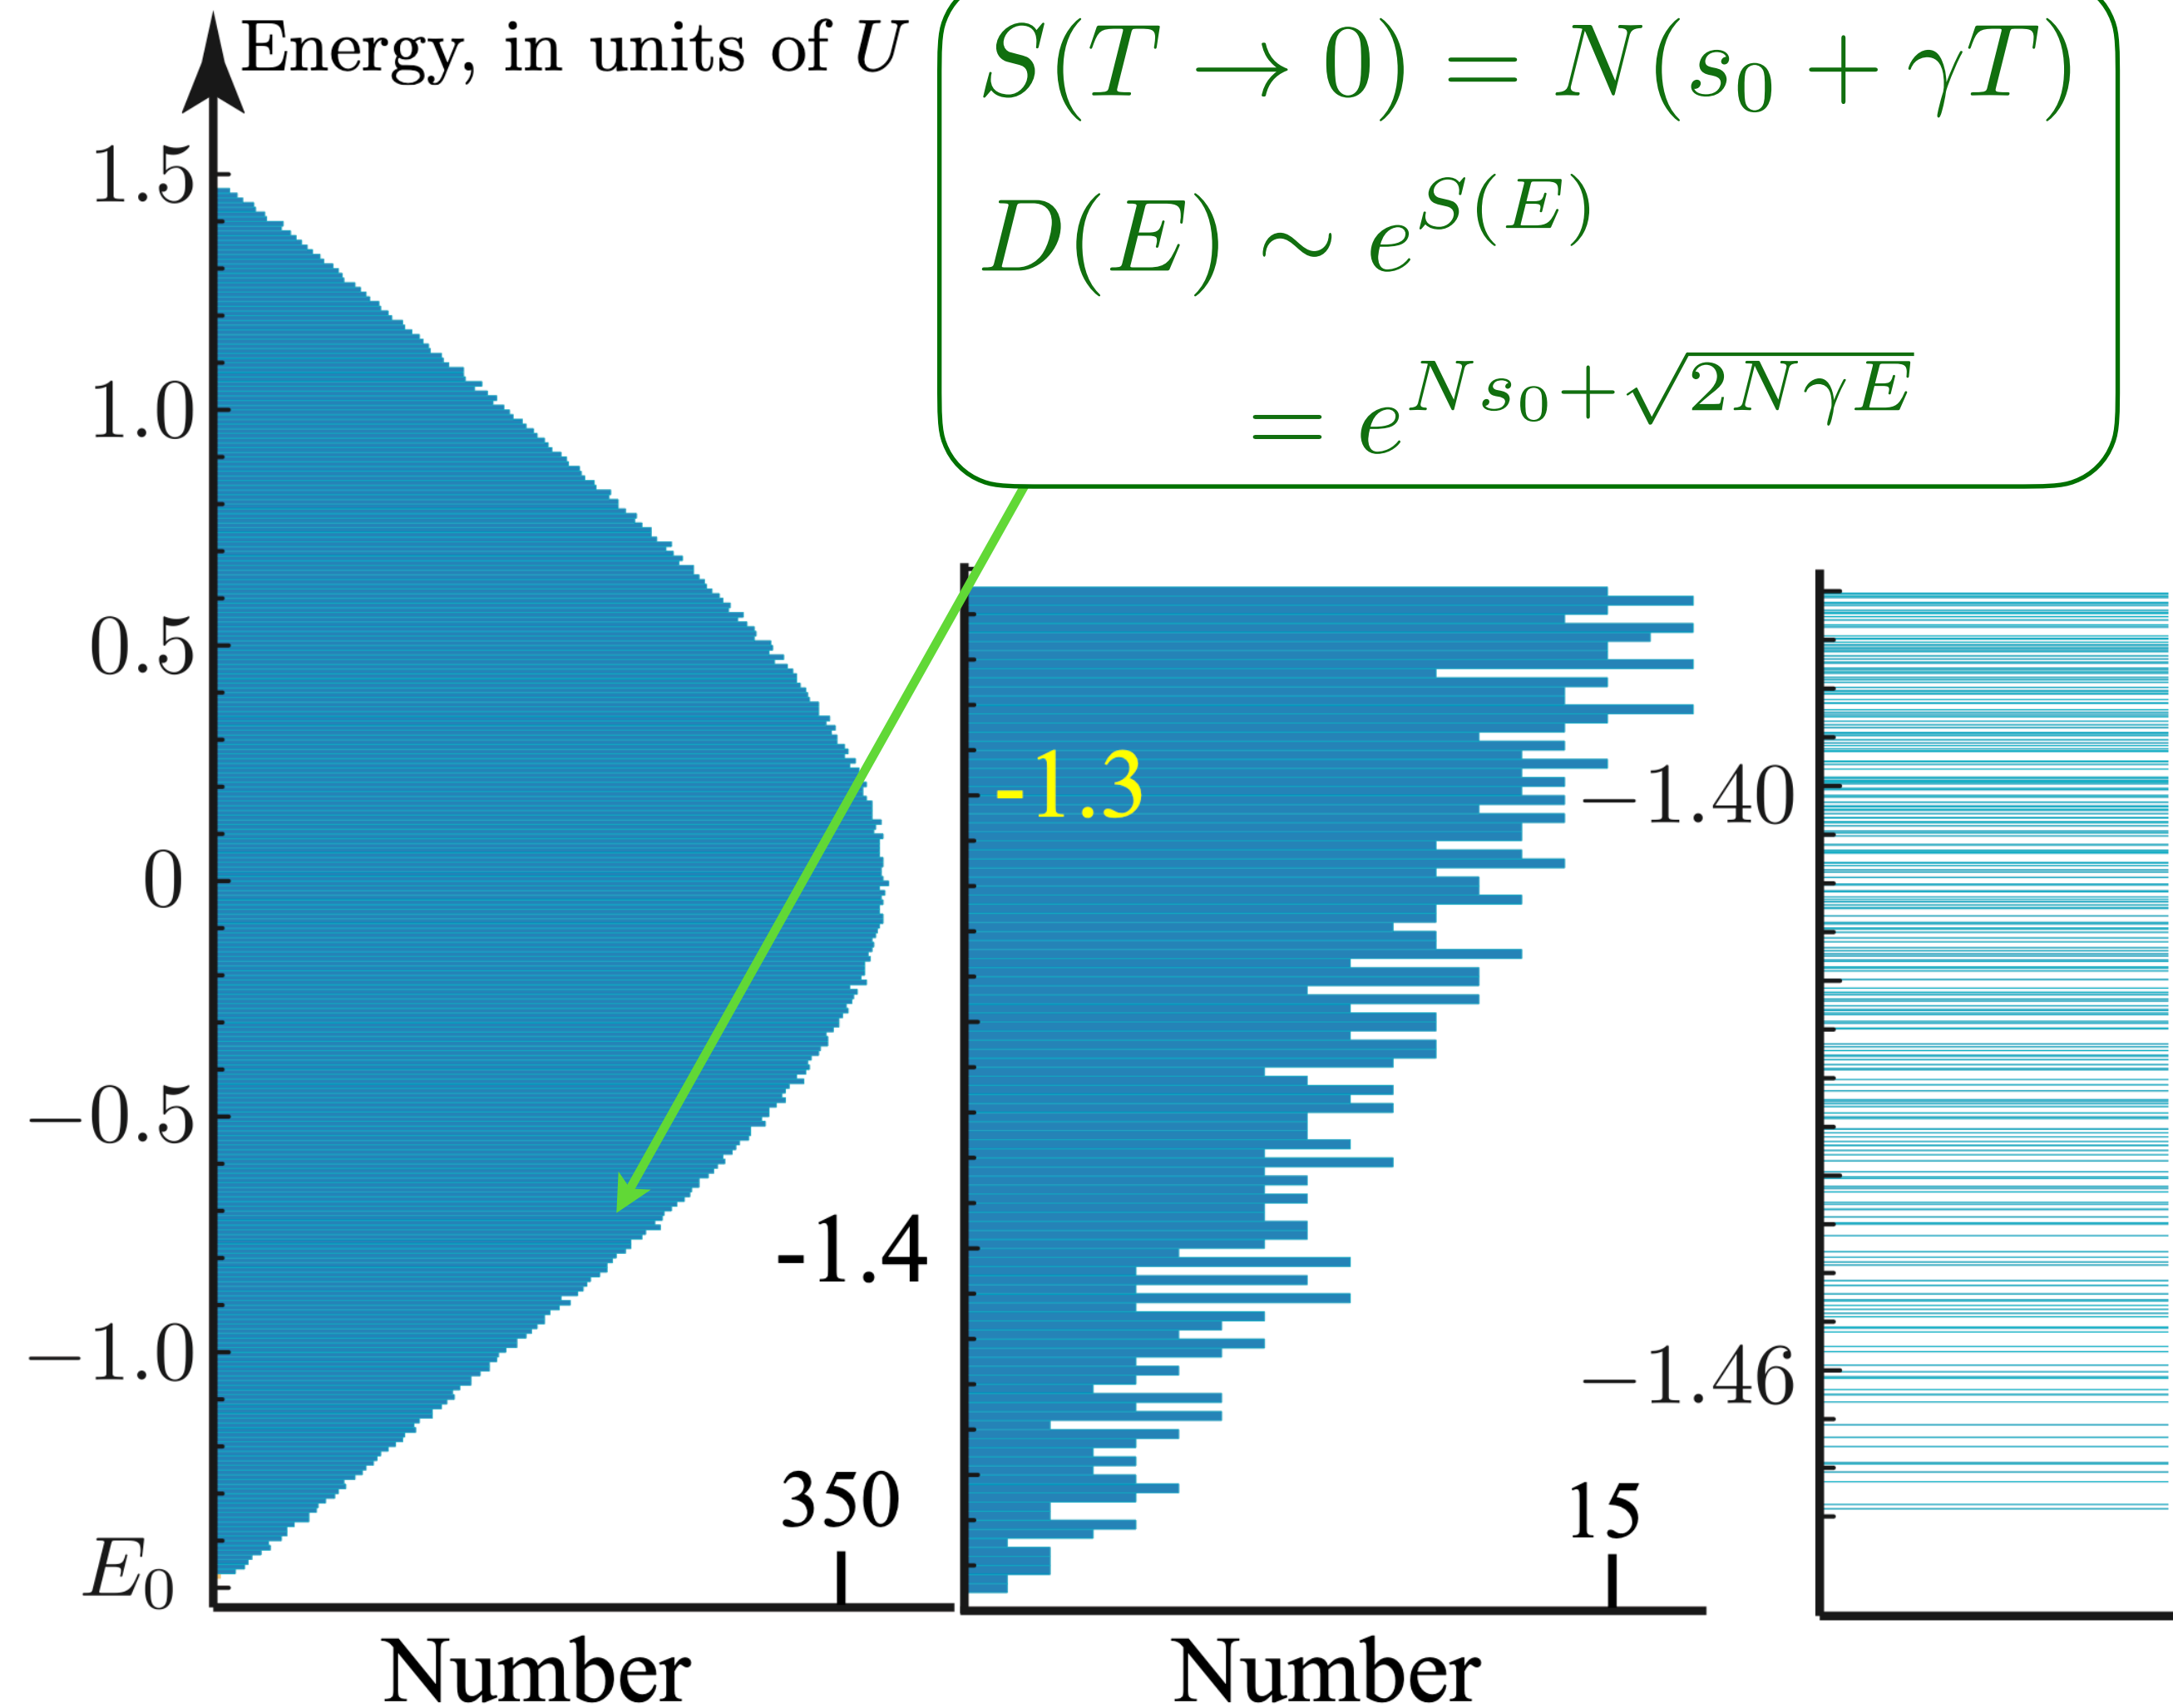 Energy, in units of U
S(T → 0) = N(s₀ + γT)
D(E) ∼ e^{S(E)}
= e^{Ns₀+√(2NγE)}
1.5
1.0
0.5
0
−0.5
−1.0
E₀
350
Number
-1.3
-1.4
15
Number
−1.40
−1.46